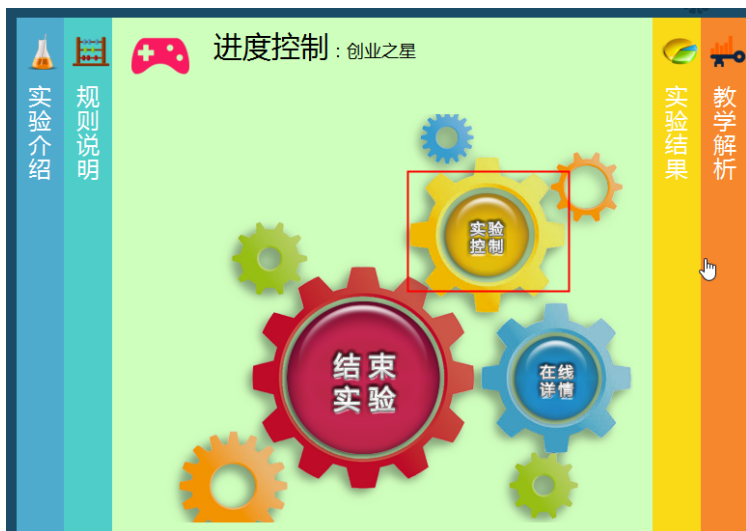 实验介绍
规则说明
进度控制：创业之星
实验
控制
结束
实验
在线
详情
实验结果
教学解析